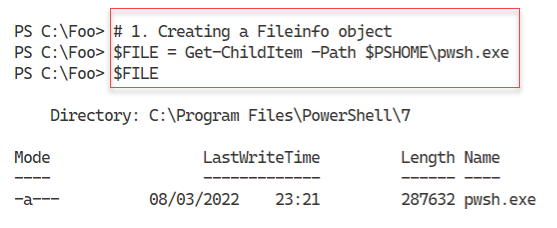 PS C:\Foo> # 1. Creating a Fileinfo object
PS C:\Foo> $FILE = Get-ChildItem -Path $PSHOME\pwsh.exe
PS C:\Foo> $FILE
Directory: C:\Program Files\PowerShell\7
Mode LastWriteTime Length Name
---- ------------- ------ ----
-a--- 08/03/2022 23:21 287632 pwsh.exe